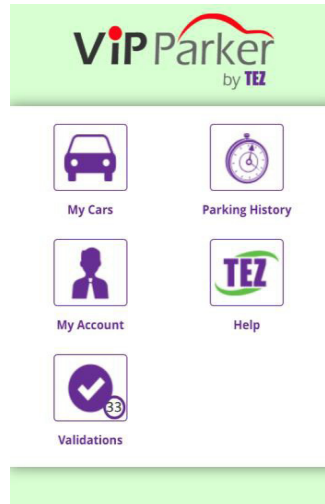 ViP Parker
by TEZ
My Cars
Parking History
TEZ
My Account
Help
33
Validations